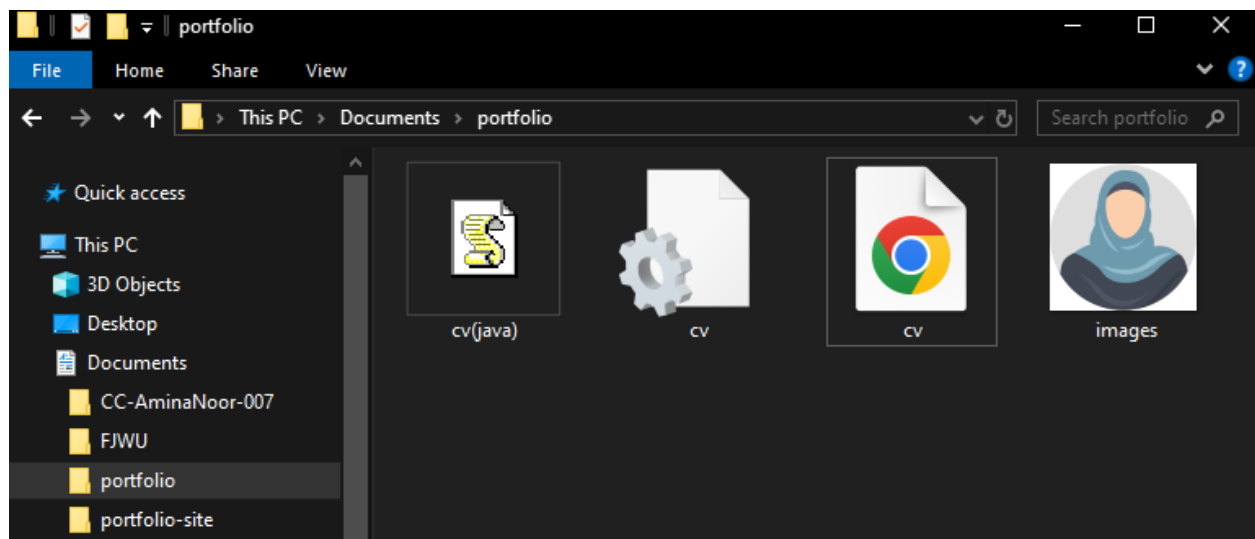 portfolio
File Home Share View
This PC > Documents > portfolio
Search portfolio
Quick access
This PC
3D Objects
Desktop
Documents
CC-AminaNoor-007
FJWU
portfolio
portfolio-site
cv(java) cv cv images